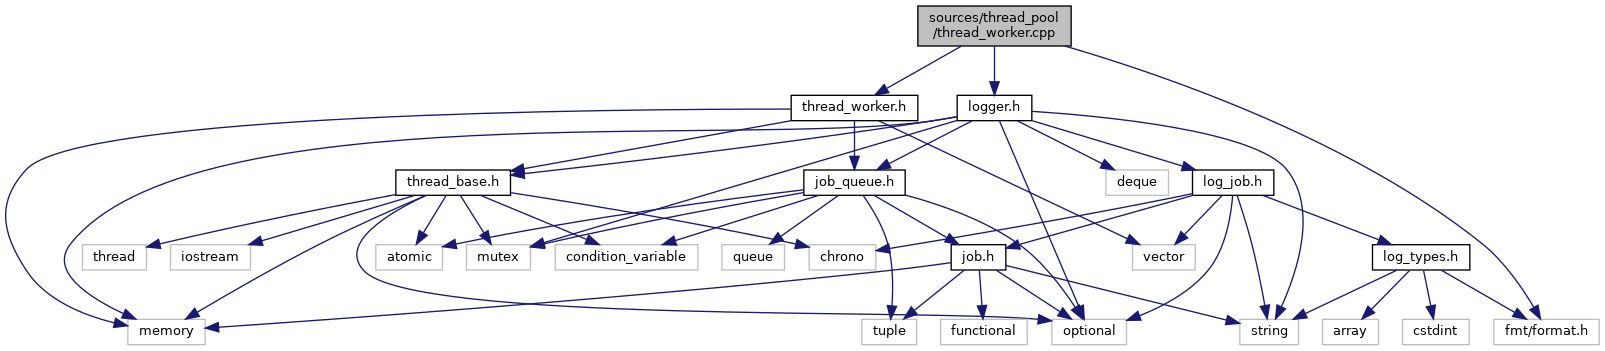 sources/thread_pool
/thread_worker.cpp
thread_worker.h
logger.h
thread_base.h
job_queue.h
deque
log_job.h
thread
iostream
atomic
mutex
condition_variable
queue
chrono
job.h
vector
log_types.h
memory
tuple
functional
optional
string
array
cstdint
fmt/format.h